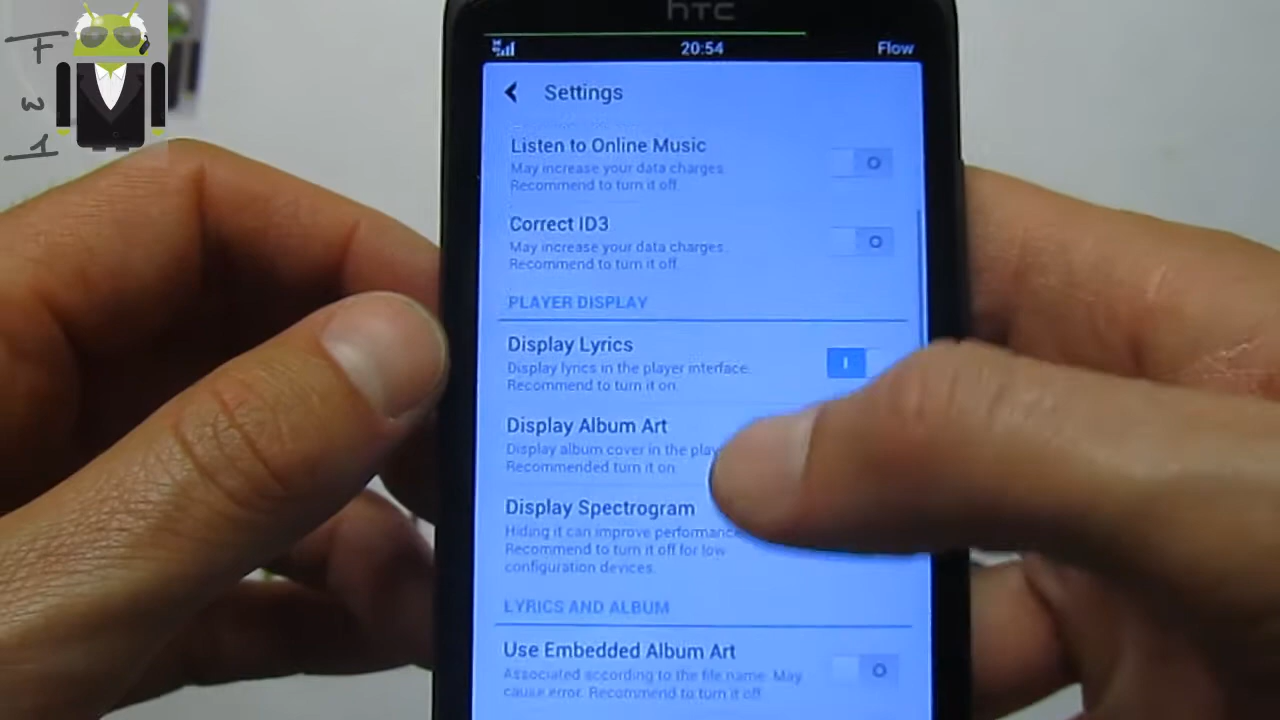 hTC
20:54
Flow
Settings
Listen to Online Music
May increase your data charges.
Recommend to turn it off.
Correct ID3
May increase your data charges.
Recommend to turn it off.
PLAYER DISPLAY
Display Lyrics
Display lyrics in the player interface.
Recommend to turn it on
Display Album Art
Display album cover in the play
Recommended turn it on
Display Spectrogram
Hiding it can improve performance
Recommend to turn it off for low
configuration devices.
LYRICS AND ALBUM
Use Embedded Album Art
Associated according to the file name. May
cause error. Recommend to turn it off.